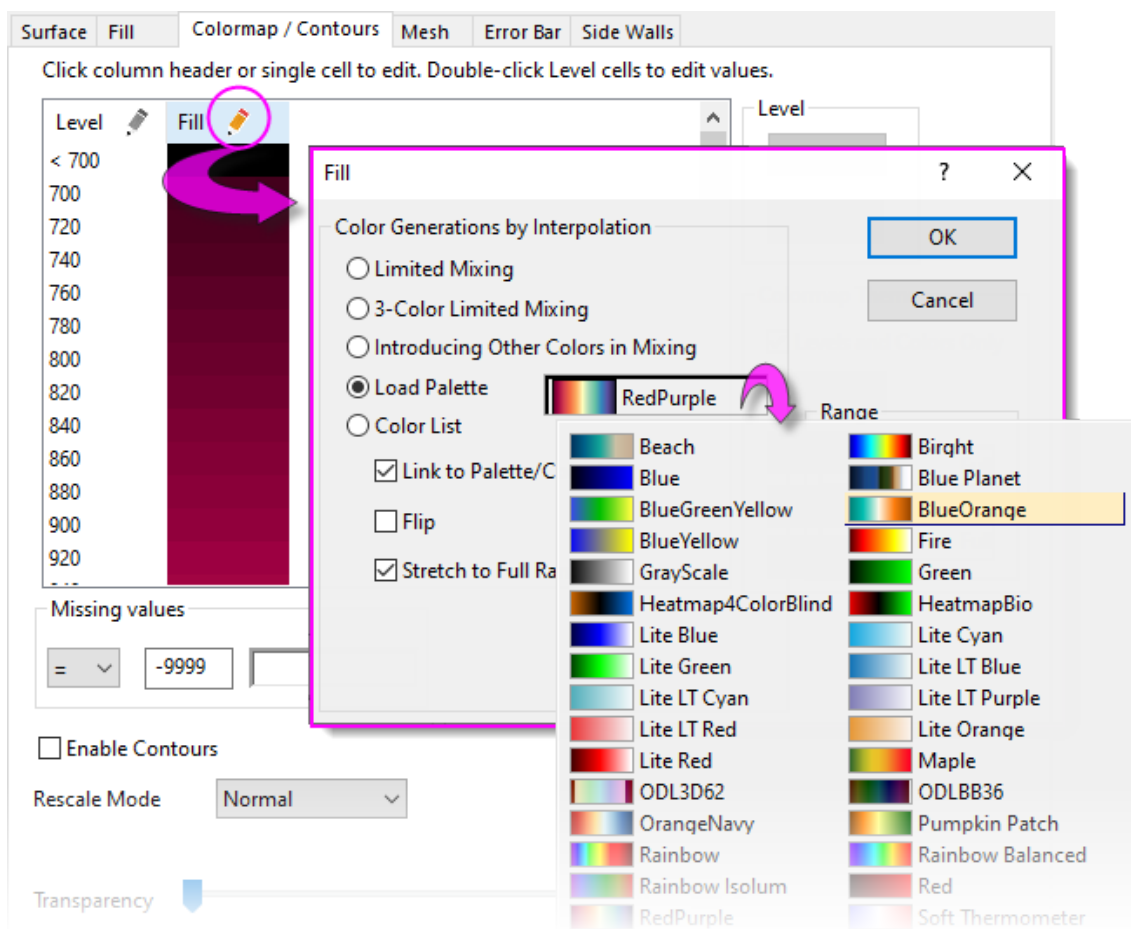 Surface Fill Colormap / Contours Mesh Error Bar Side Walls
Click column header or single cell to edit. Double-click Level cells to edit values.
Level Fill
Level
< 700
700
720
740
760
780
800
820
840
860
880
900
920
Missing values
= -9999
Enable Contours
Rescale Mode Normal
Transparency
Fill ? X
Color Generations by Interpolation
OK
Cancel
Limited Mixing
3-Color Limited Mixing
Introducing Other Colors in Mixing
Load Palette RedPurple
Color List
Range
Link to Palette/C
Flip
Stretch to Full Ra
Beach Birght
Blue Blue Planet
BlueGreenYellow BlueOrange
BlueYellow Fire
GrayScale Green
Heatmap4ColorBlind HeatmapBio
Lite Blue Lite Cyan
Lite Green Lite LT Blue
Lite LT Cyan Lite LT Purple
Lite LT Red Lite Orange
Lite Red Maple
ODL3D62 ODLBB36
OrangeNavy Pumpkin Patch
Rainbow Rainbow Balanced
Rainbow Isolum Red
RedPurple Soft Thermometer